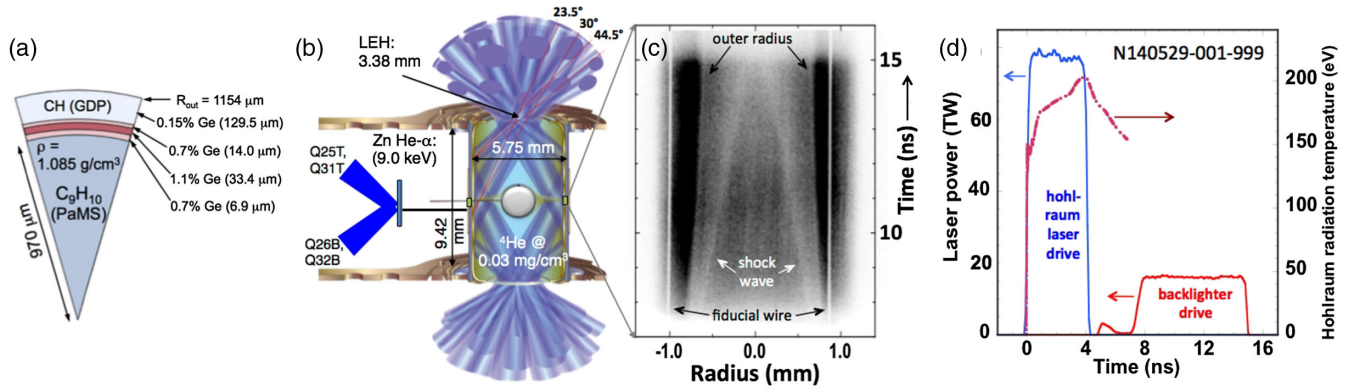 (a)
CH (GDP)
R_out = 1154 μm
0.15% Ge (129.5 μm)
0.7% Ge (14.0 μm)
1.1% Ge (33.4 μm)
0.7% Ge (6.9 μm)
ρ =
1.085 g/cm³
C₉H₁₀
(PaMS)
970 μm
(b)
23.5°
30°
44.5°
LEH:
3.38 mm
Zn He-α:
(9.0 keV)
Q25T,
Q31T
Q26B,
Q32B
5.75 mm
9.42
mm
⁴He @
0.03 mg/cm³
(c)
outer radius
shock
wave
fiducial wire
15
10
Time (ns)
-1.0
0.0
1.0
Radius (mm)
(d)
N140529-001-999
Laser power (TW)
60
40
20
0
hohl-
raum
laser
drive
backlighter
drive
200
150
100
50
0
Hohlraum radiation temperature (eV)
0
4
8
12
16
Time (ns)